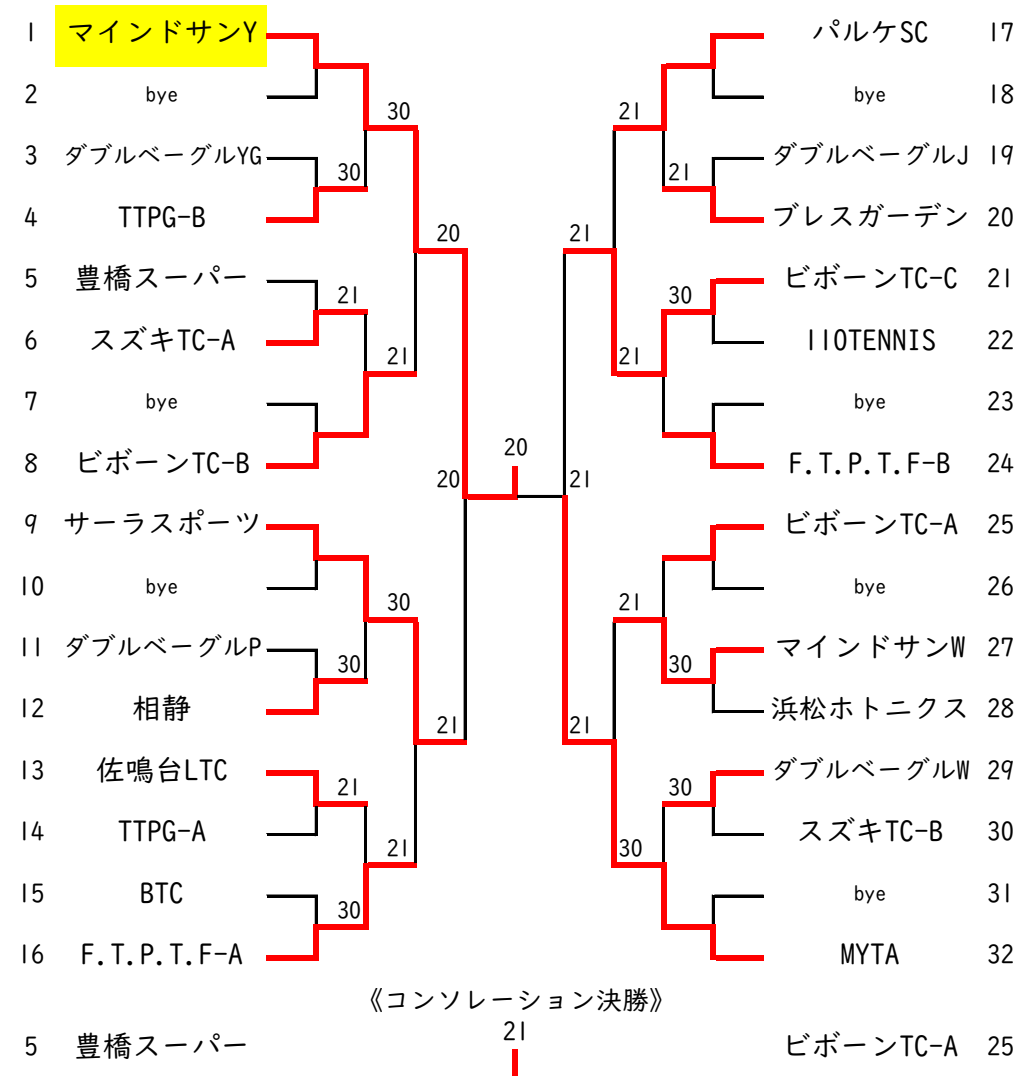 1 マインドサンY パルケSC 17
2 bye bye 18
30 21
3 ダブルベーグルYG ダブルベーグルJ 19
30 21
4 TTPG-B ブレスガーデン 20
20 21
5 豊橋スーパー ビボーンTC-C 21
21 30
6 スズキTC-A 110TENNIS 22
21 21
7 bye bye 23
8 ビボーンTC-B F.T.P.T.F-B 24
20
20 21
9 サーラスポーツ ビボーンTC-A 25
10 bye bye 26
30 21
11 ダブルベーグルP マインドサンW 27
30 30
12 相静 浜松ホトニクス 28
21 21
13 佐鳴台LTC ダブルベーグルW 29
21 30
14 TTPG-A スズキTC-B 30
21 30
15 BTC bye 31
30
16 F.T.P.T.F-A MYTA 32
《コンソレーション決勝》
21
5 豊橋スーパー ビボーンTC-A 25